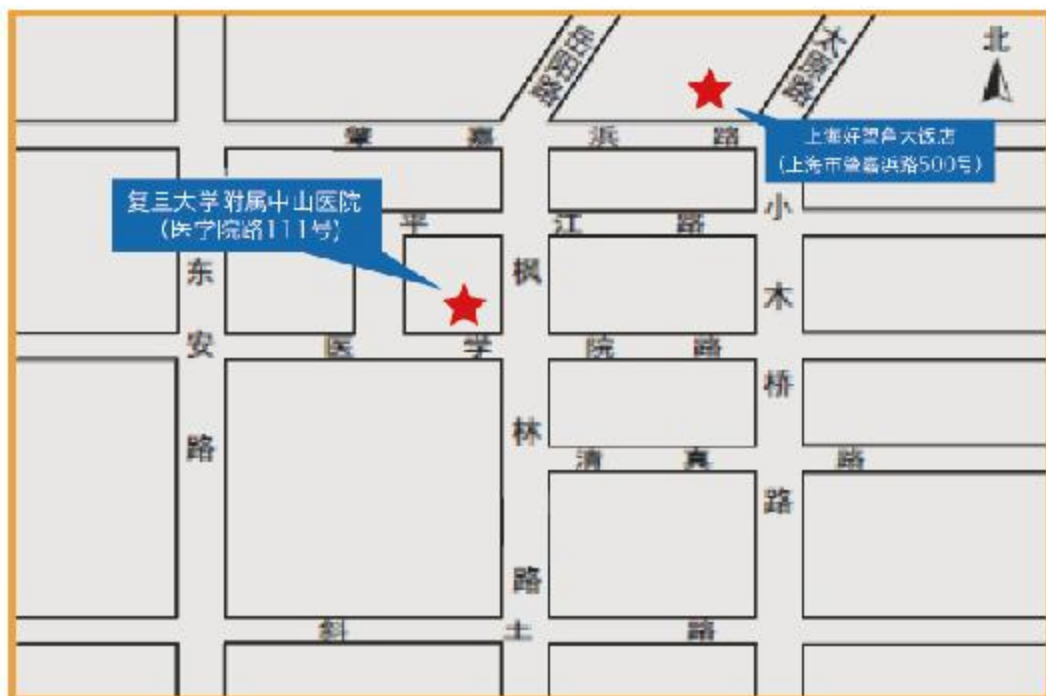 岳阳路
太原路
北
肇嘉浜路
上海好望角大饭店
(上海市肇嘉浜路500号)
复旦大学附属中山医院
(医学院路111号)
平江路
小木桥路
东安路
枫林路
医学院路
清真路
斜土路